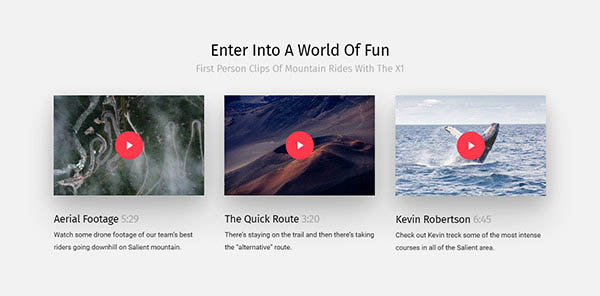 Enter Into A World Of Fun
First Person Clips Of Mountain Rides With The X1
Aerial Footage 5:29
Watch some drone footage of our team's best
riders going downhill on Salient mountain.
The Quick Route 3:20
There's staying on the trail and then there's taking
the "alternative" route.
Kevin Robertson 6:45
Check out Kevin treck some of the most intense
courses in all of the Salient area.